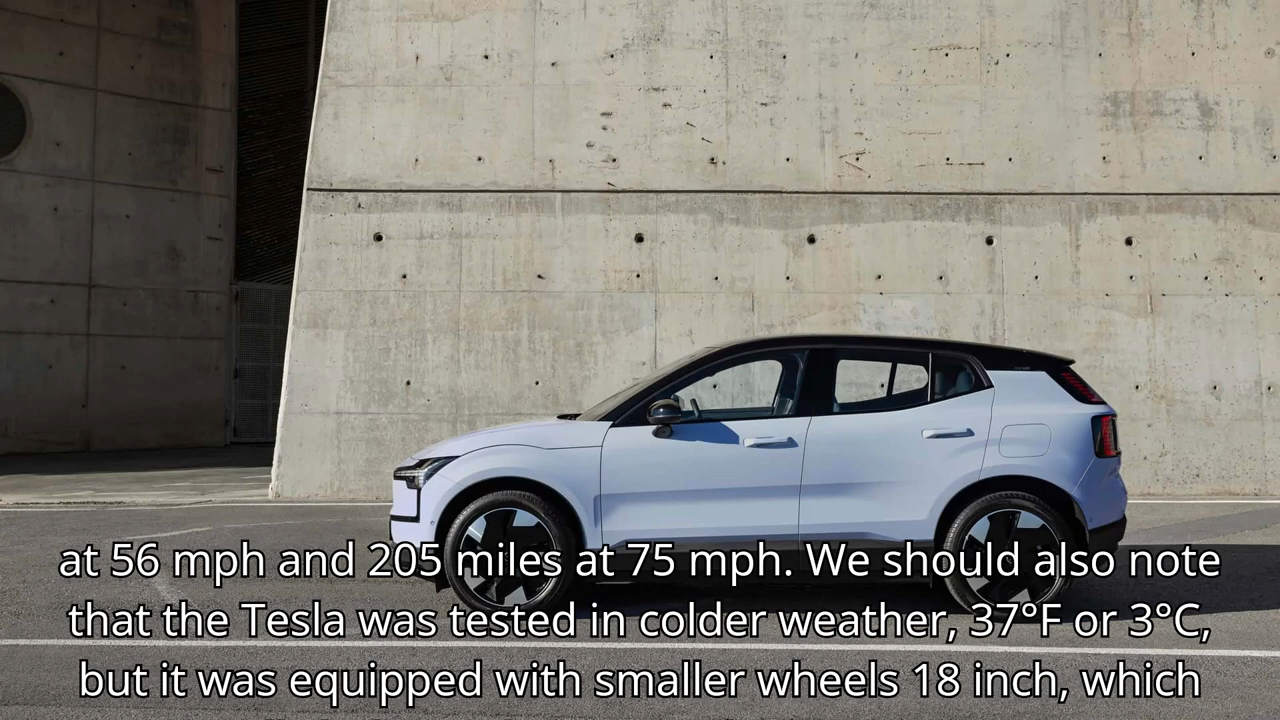 at 56 mph and 205 miles at 75 mph. We should also note
that the Tesla was tested in colder weather, 37°F or 3°C,
but it was equipped with smaller wheels 18 inch, which